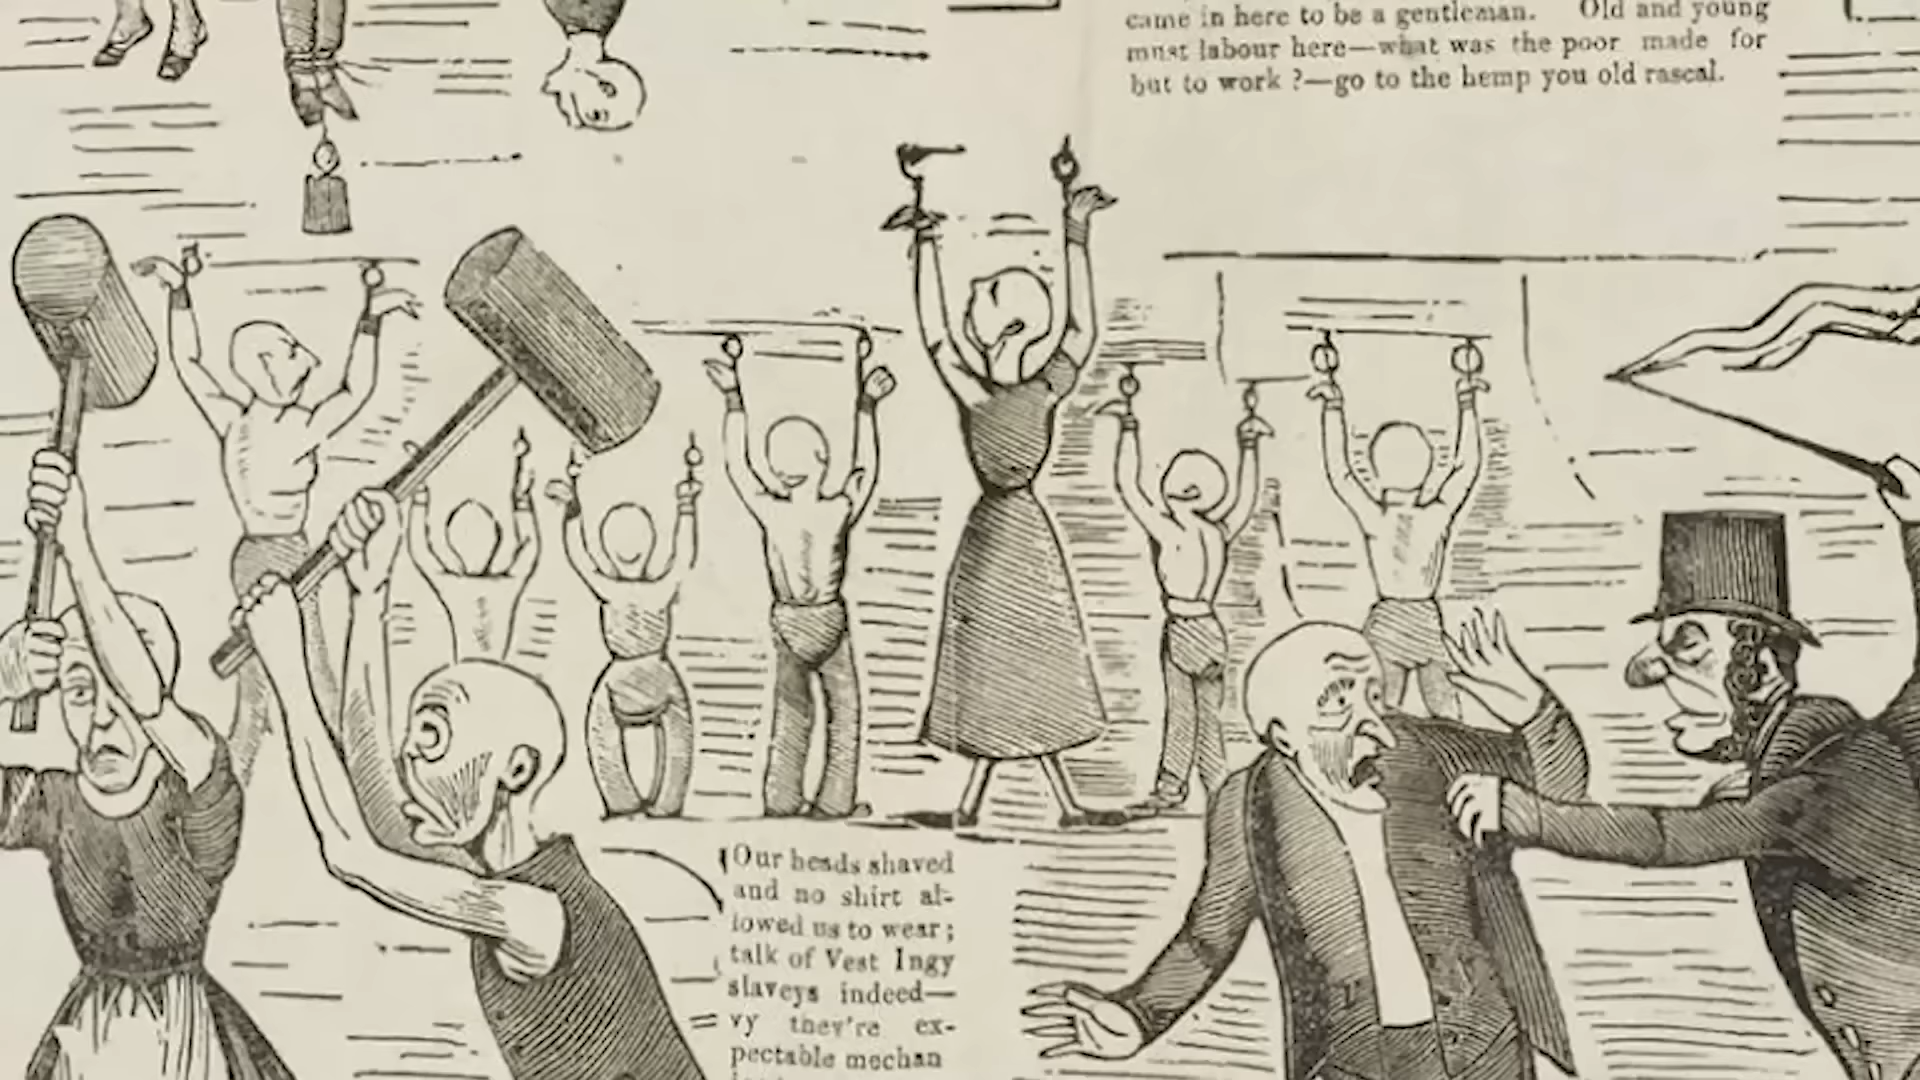 came in here to be a gentleman. Old and young
must labour here—what was the poor made for
but to work ?—go to the hemp you old rascal.
Our heads shaved
and no shirt al-
lowed us to wear;
talk of Vest Ingy
slaveys indeed—
vy they're ex-
pectable mechan